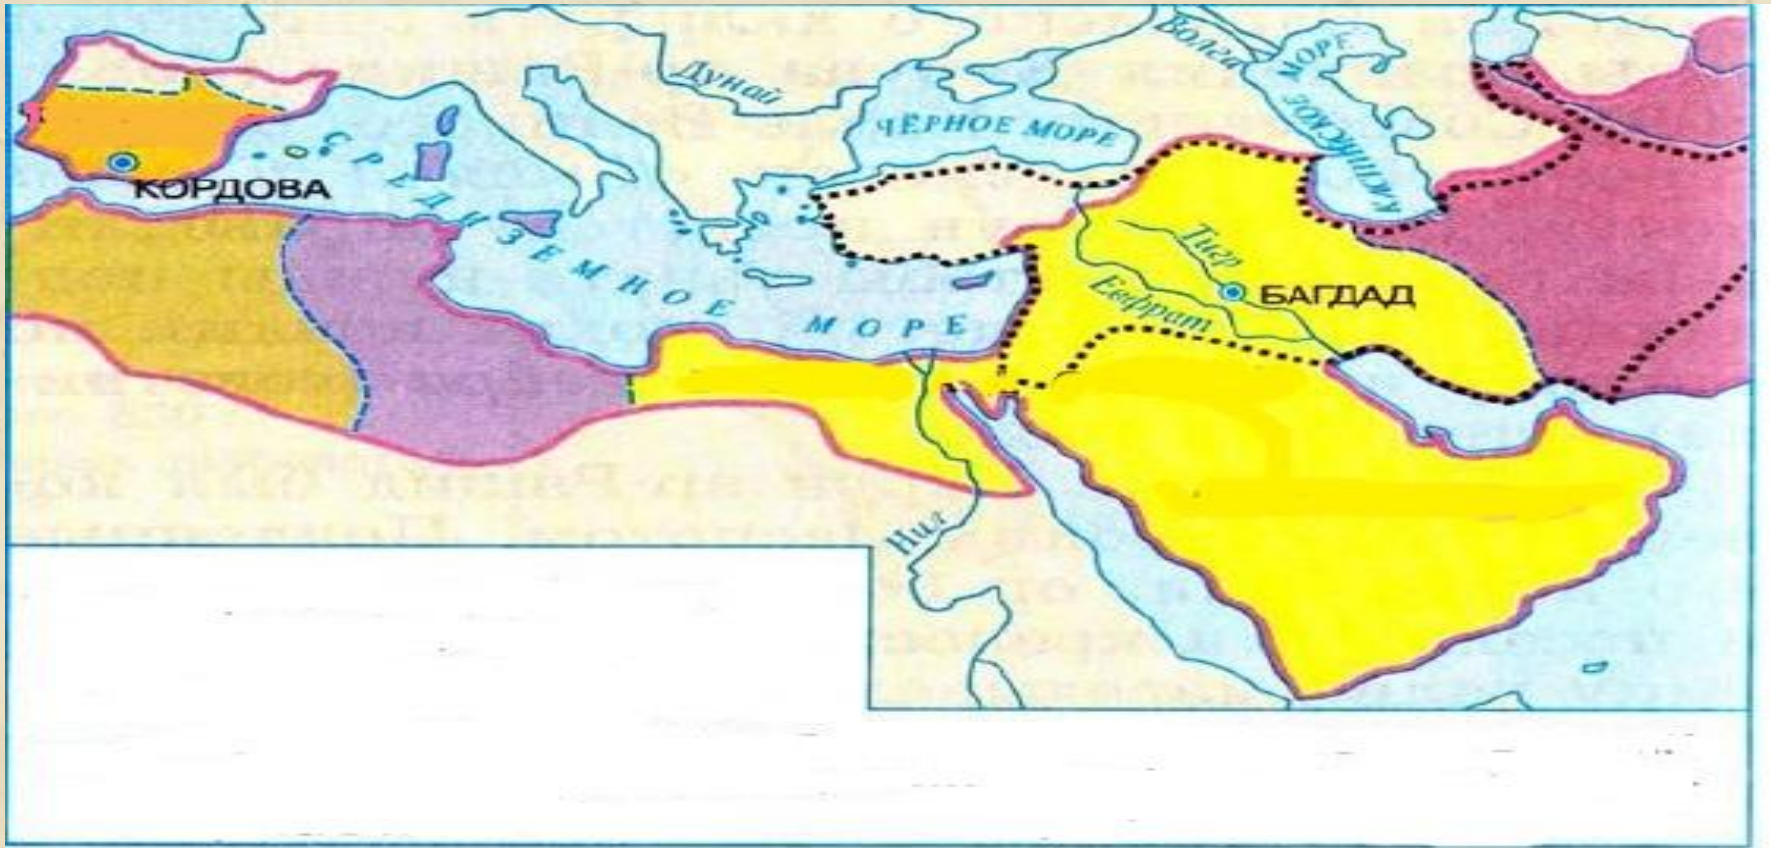 Волга
Дунай
КАСПИЙСКОЕ МОРЕ
ЧЁРНОЕ МОРЕ
КОРДОВА
СРЕДИЗЕМНОЕ МОРЕ
Тигр
Евфрат
БАГДАД
Нил